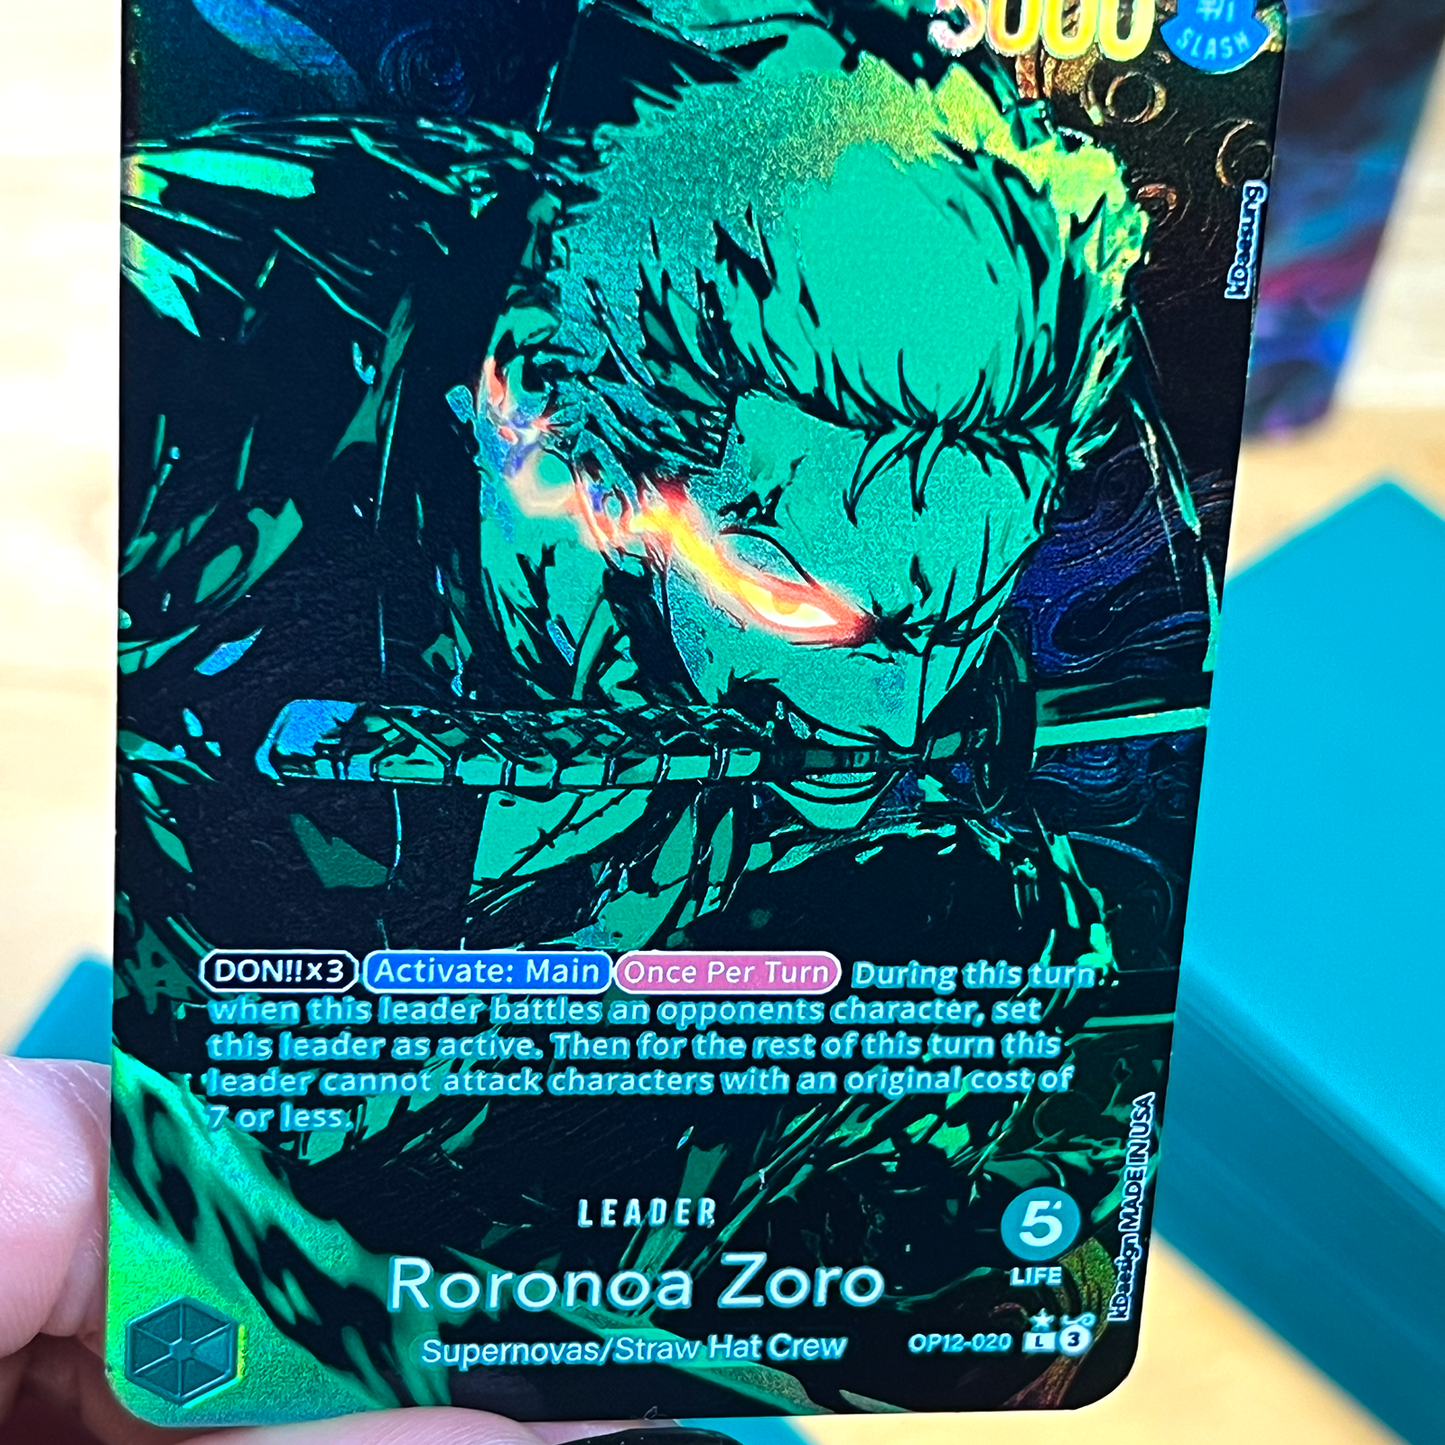 5000
SLASH
kDaesung
DON!!x3 Activate: Main Once Per Turn During this turn
when this leader battles an opponents character, set
this leader as active. Then for the rest of this turn this
leader cannot attack characters with an original cost of
7 or less.
LEADER
5
LIFE
Roronoa Zoro
Supernovas/Straw Hat Crew
OP12-020 L 3
kDaesign MADE IN USA